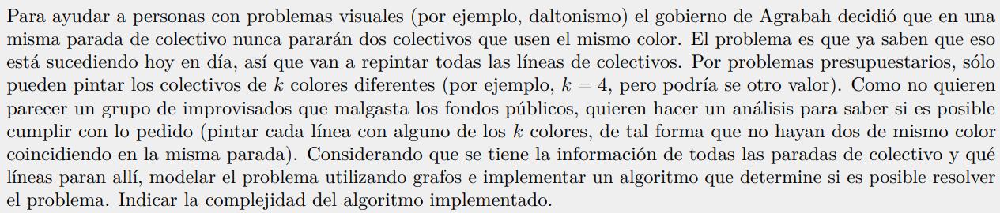 Para ayudar a personas con problemas visuales (por ejemplo, daltonismo) el gobierno de Agrabah decidió que en una
misma parada de colectivo nunca pararán dos colectivos que usen el mismo color. El problema es que ya saben que eso
está sucediendo hoy en día, así que van a repintar todas las líneas de colectivos. Por problemas presupuestarios, sólo
pueden pintar los colectivos de k colores diferentes (por ejemplo, k = 4, pero podría se otro valor). Como no quieren
parecer un grupo de improvisados que malgasta los fondos públicos, quieren hacer un análisis para saber si es posible
cumplir con lo pedido (pintar cada línea con alguno de los k colores, de tal forma que no hayan dos de mismo color
coincidiendo en la misma parada). Considerando que se tiene la información de todas las paradas de colectivo y qué
líneas paran allí, modelar el problema utilizando grafos e implementar un algoritmo que determine si es posible resolver
el problema. Indicar la complejidad del algoritmo implementado.